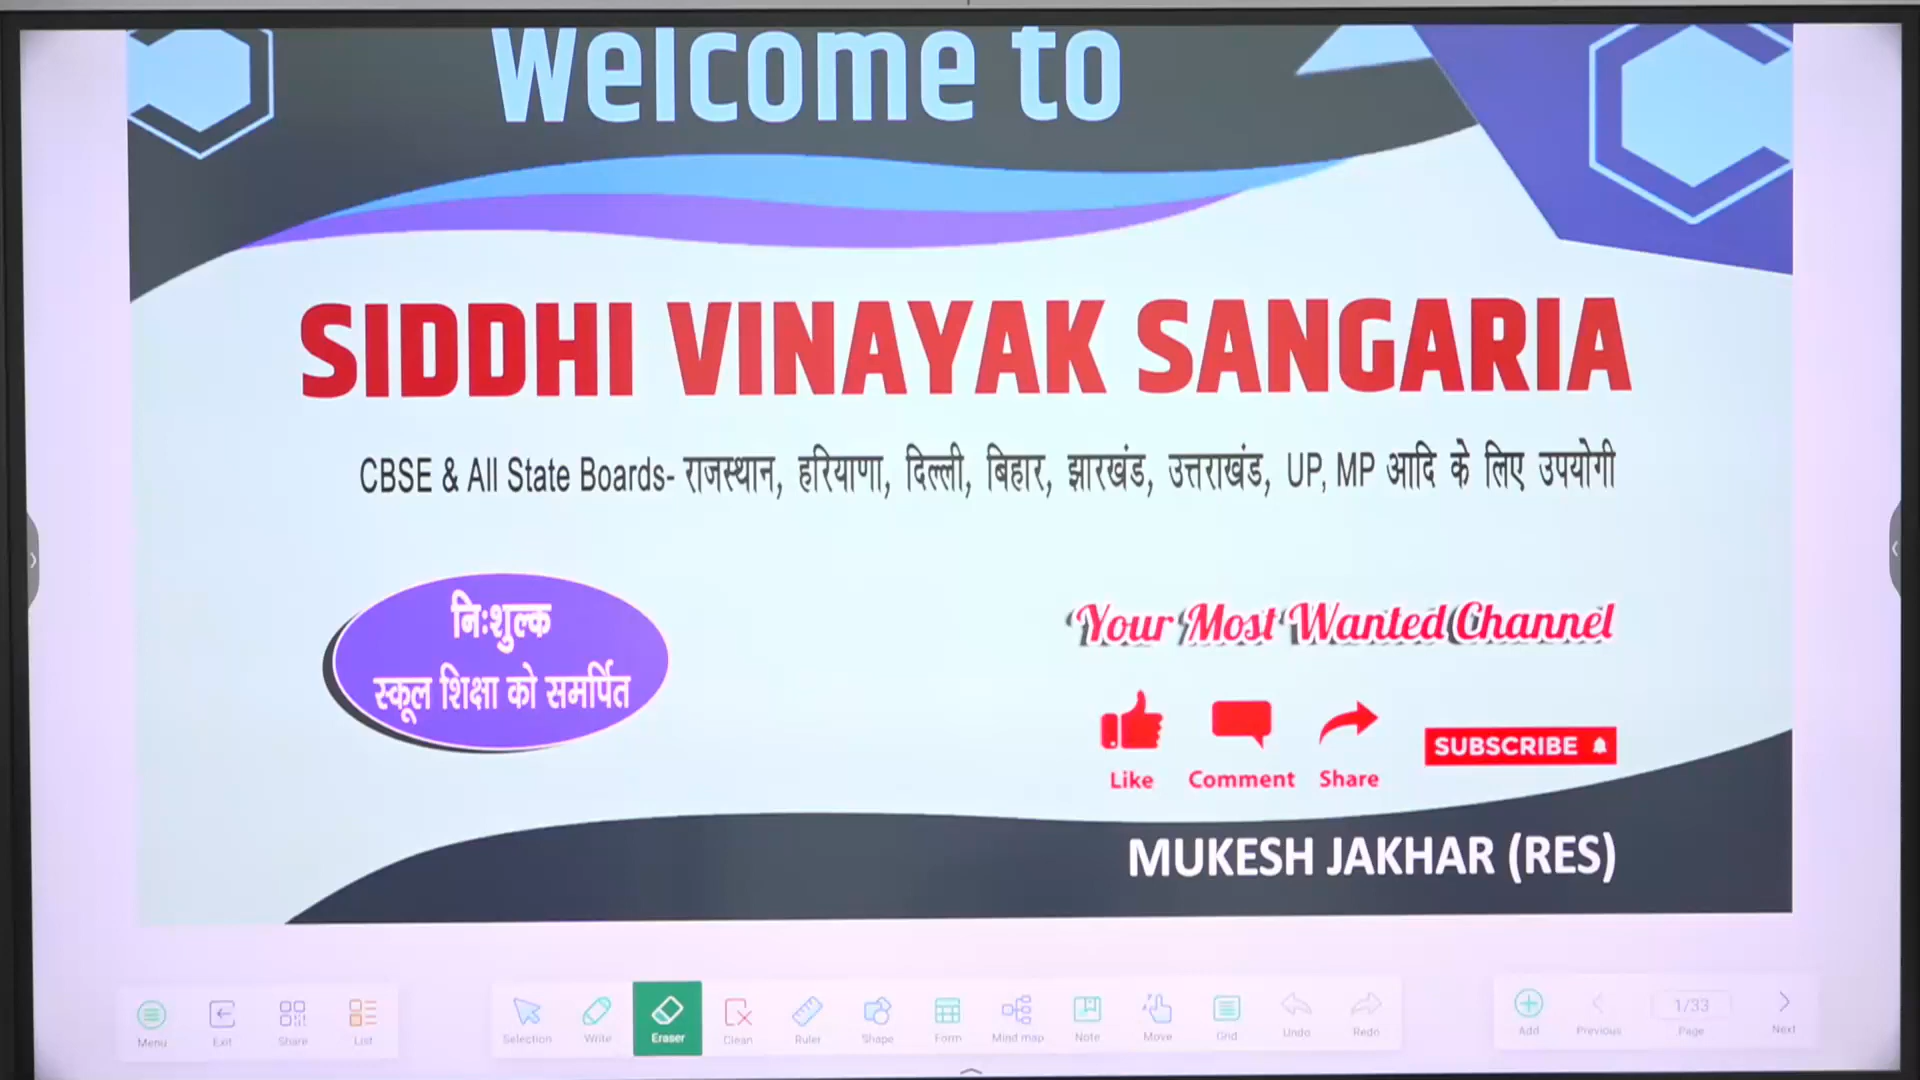 Welcome to
SIDDHI VINAYAK SANGARIA
CBSE & All State Boards- राजस्थान, हरियाणा, दिल्ली, बिहार, झारखंड, उत्तराखंड, UP, MP आदि के लिए उपयोगी
निःशुल्क
स्कूल शिक्षा को समर्पित
Your Most Wanted Channel
Like Comment Share
SUBSCRIBE
MUKESH JAKHAR (RES)
Menu Exit Share List Selection Write Eraser Clean Ruler Shape Form Mind map Note Move Grid Undo Redo Add Previous 1/33 Page Next